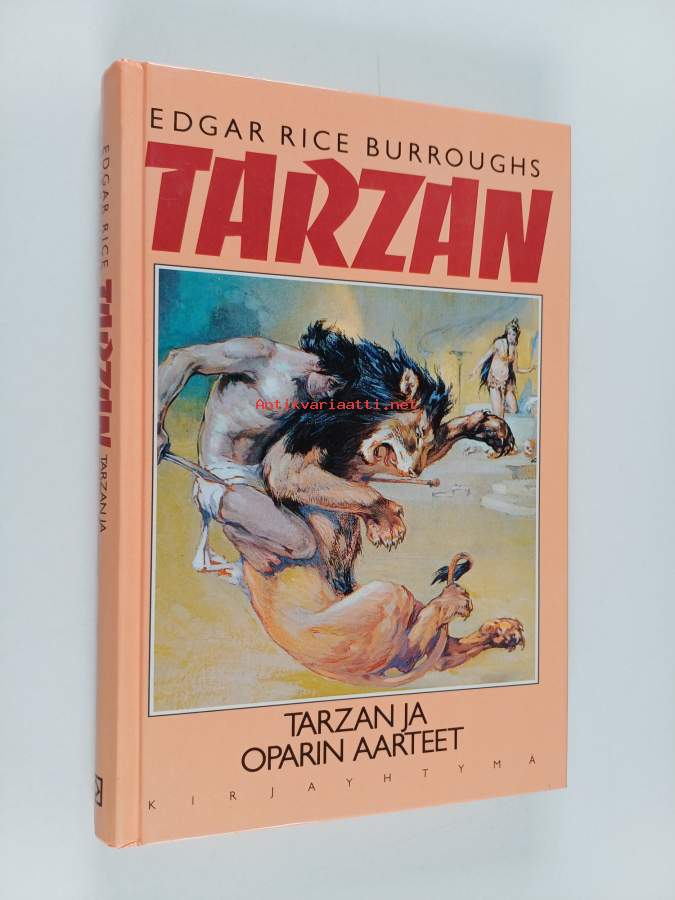 EDGAR RICE BURROUGHS
TARZAN
Antikvariaatti.net
TARZAN JA
OPARIN AARTEET
KIRJAYHTYMÄ
EDGAR RICE TARZAN TARZAN JA
K